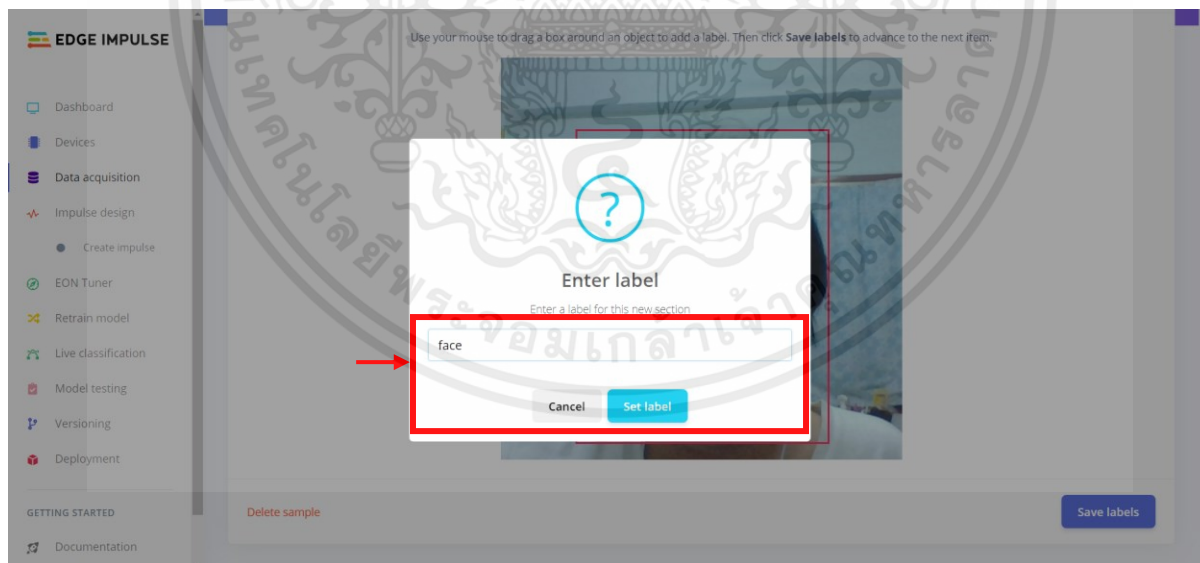 EDGE IMPULSE
Dashboard
Devices
Data acquisition
Impulse design
Create impulse
EON Tuner
Retrain model
Live classification
Model testing
Versioning
Deployment
GETTING STARTED
Documentation
Use your mouse to drag a box around an object to add a label. Then click Save labels to advance to the next item.
?
Enter label
Enter a label for this new section
face
Cancel
Set label
Delete sample
Save labels